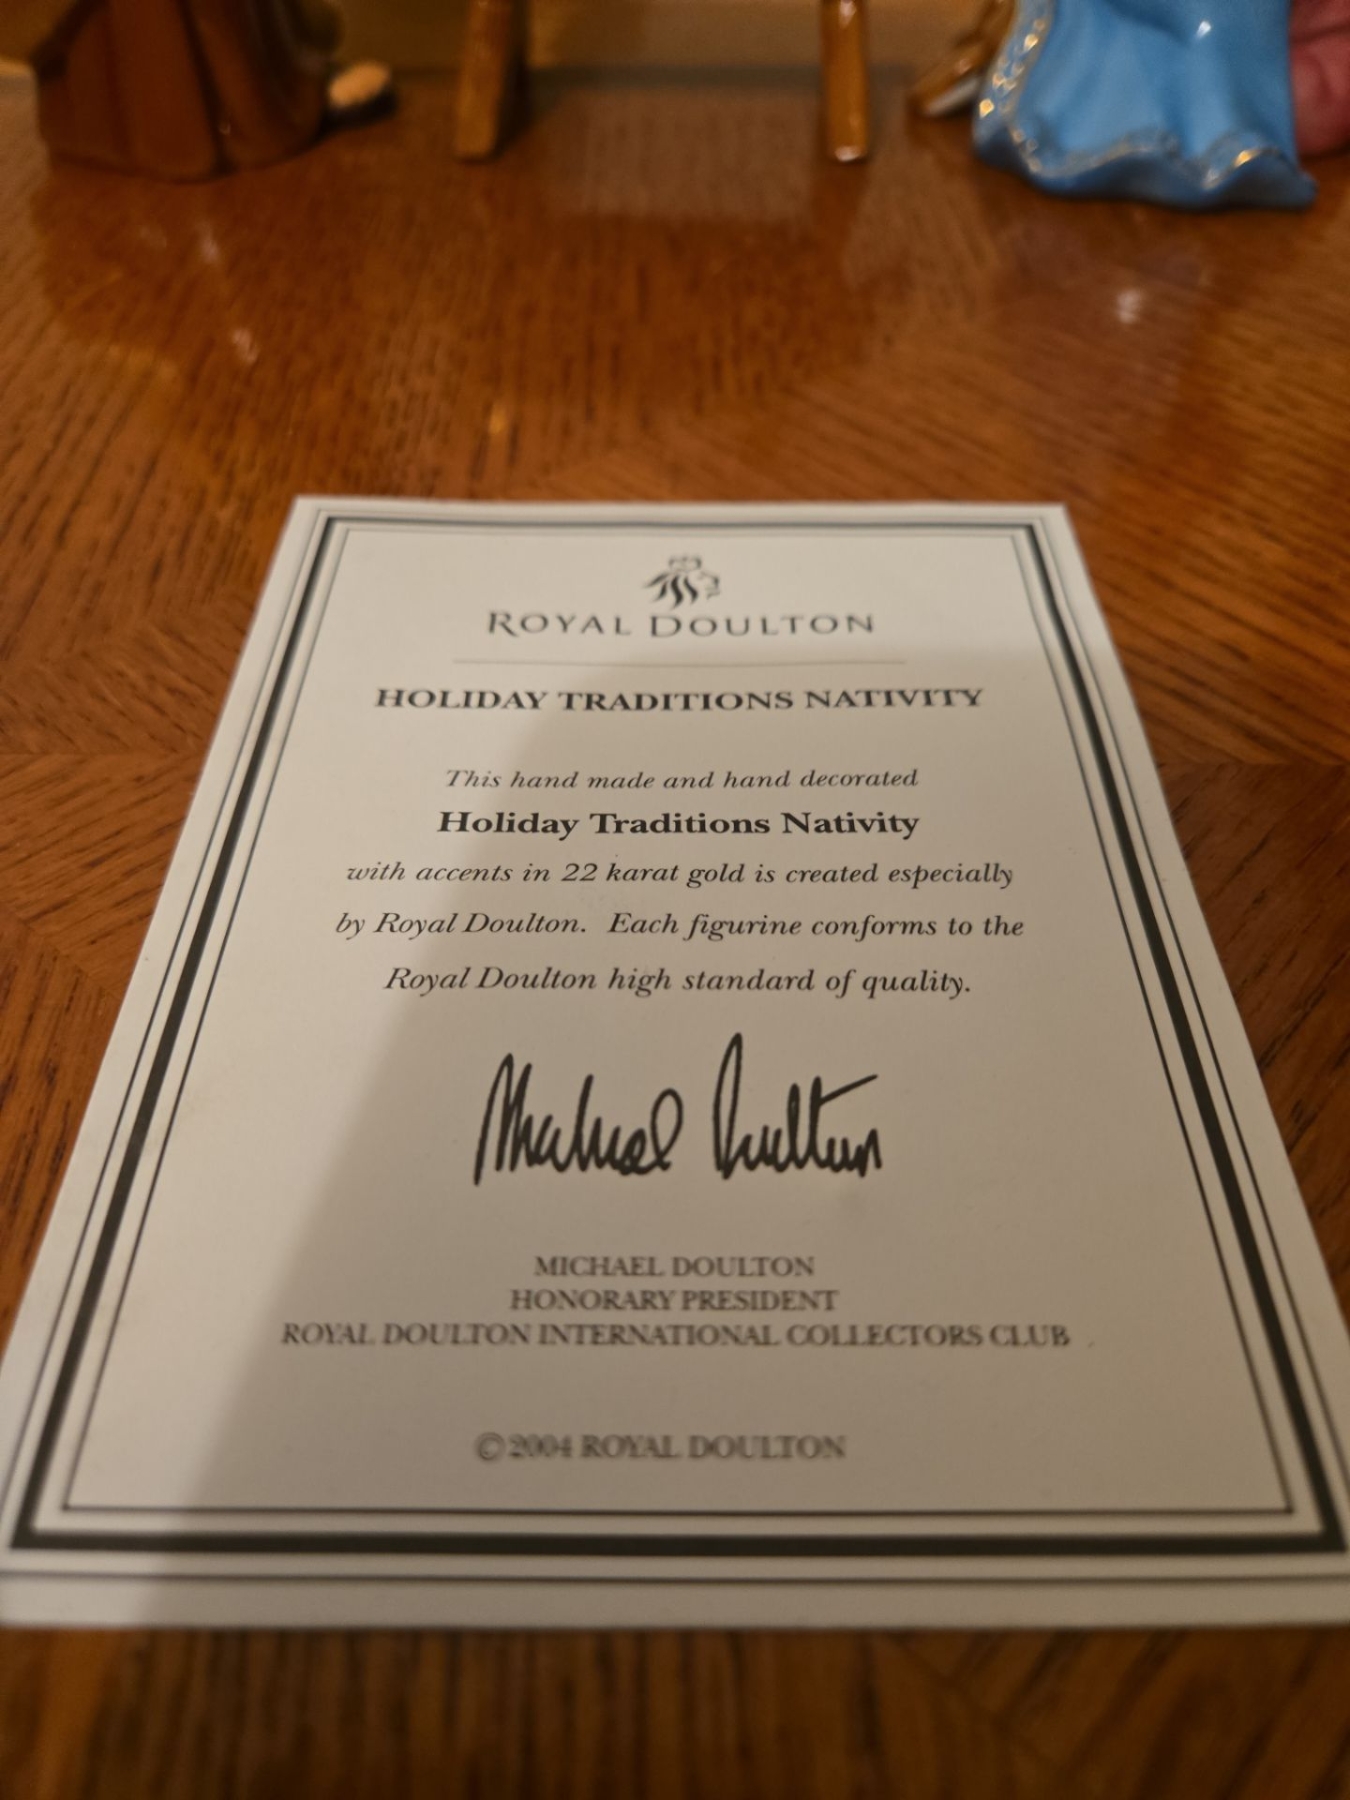 ROYAL DOULTON
HOLIDAY TRADITIONS NATIVITY
This hand made and hand decorated
Holiday Traditions Nativity
with accents in 22 karat gold is created especially
by Royal Doulton. Each figurine conforms to the
Royal Doulton high standard of quality.
Michael Doulton
MICHAEL DOULTON
HONORARY PRESIDENT
ROYAL DOULTON INTERNATIONAL COLLECTORS CLUB
©2004 ROYAL DOULTON